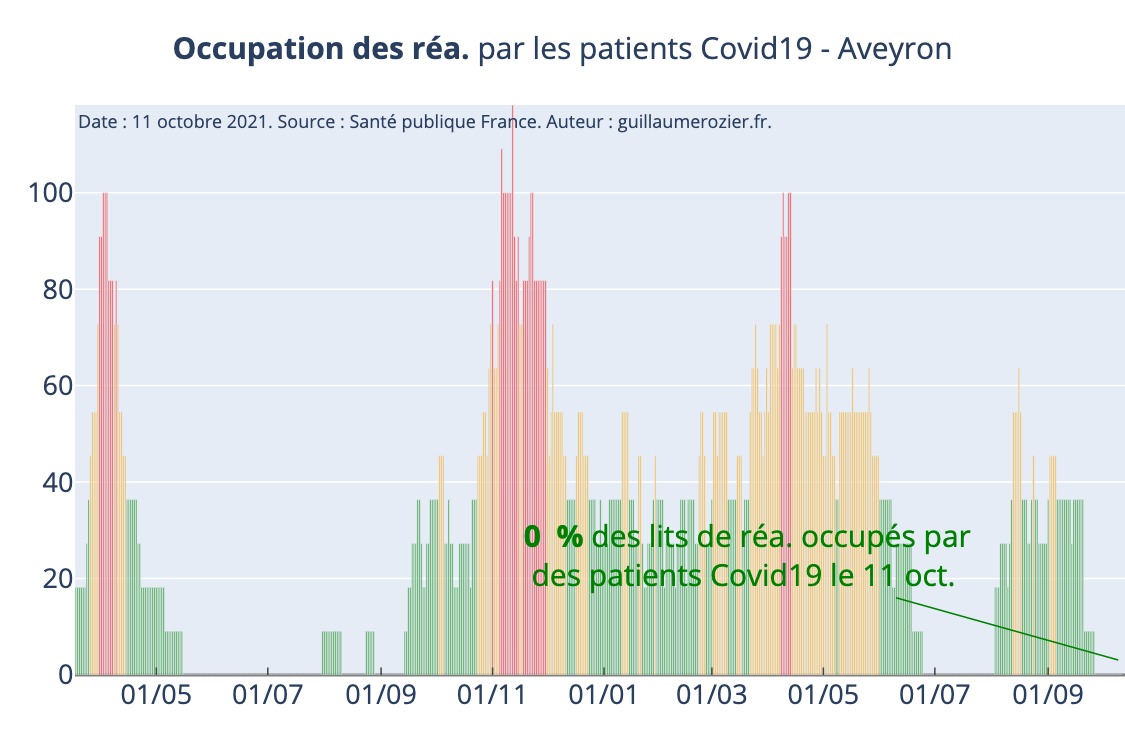 Occupation des réa. par les patients Covid19 - Aveyron
Date : 11 octobre 2021. Source : Santé publique France. Auteur : guillaumerozier.fr.
100
80
60
40
20
0
0 % des lits de réa. occupés par
des patients Covid19 le 11 oct.
01/05 01/07 01/09 01/11 01/01 01/03 01/05 01/07 01/09